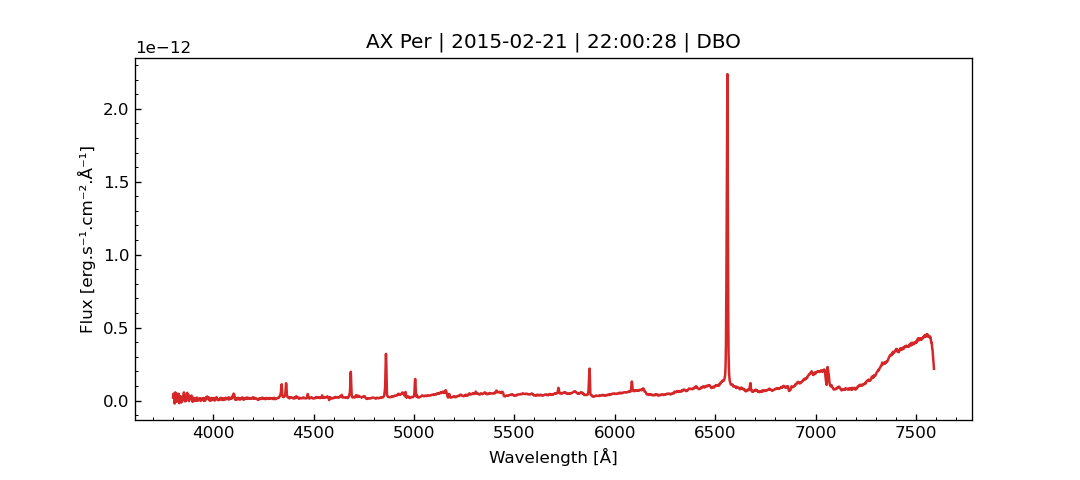 AX Per | 2015-02-21 | 22:00:28 | DBO
1e−12
2.0
1.5
1.0
0.5
0.0
Flux [erg.s⁻¹.cm⁻².Å⁻¹]
4000 4500 5000 5500 6000 6500 7000 7500
Wavelength [Å]